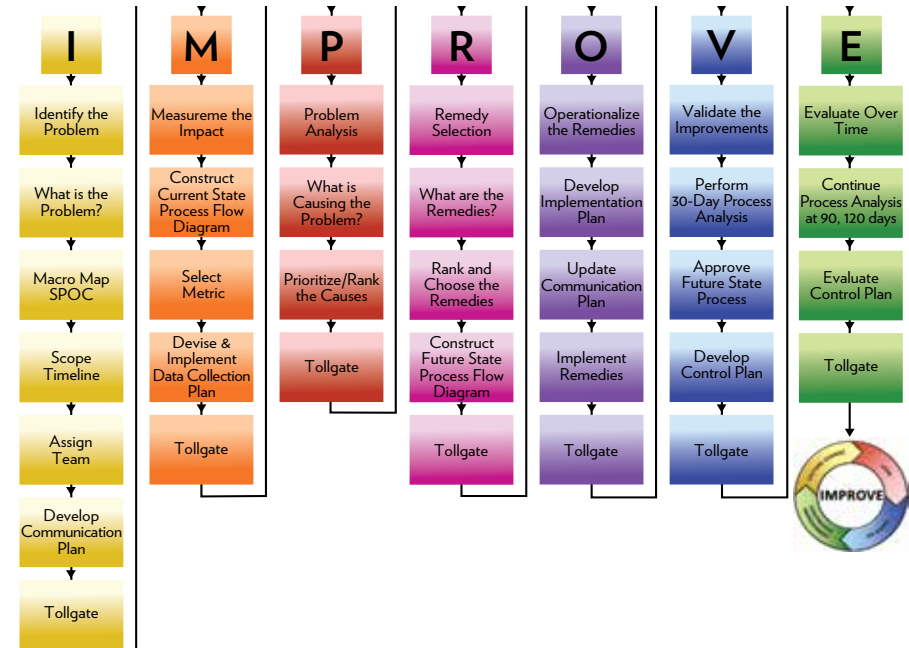 I
Identify the
Problem
What is the
Problem?
Macro Map
SPOC
Scope
Timeline
Assign
Team
Develop
Communication
Plan
Tollgate
M
Measureme the
Impact
Construct
Current State
Process Flow
Diagram
Select
Metric
Devise &
Implement
Data Collection
Plan
Tollgate
P
Problem
Analysis
What is
Causing the
Problem?
Prioritize/Rank
the Causes
Tollgate
R
Remedy
Selection
What are the
Remedies?
Rank and
Choose the
Remedies
Construct
Future State
Process Flow
Diagram
Tollgate
O
Operationalize
the Remedies
Develop
Implementation
Plan
Update
Communication
Plan
Implement
Remedies
Tollgate
V
Validate the
Improvements
Perform
30-Day Process
Analysis
Approve
Future State
Process
Develop
Control Plan
Tollgate
E
Evaluate Over
Time
Continue
Process Analysis
at 90, 120 days
Evaluate
Control Plan
Tollgate
IMPROVE